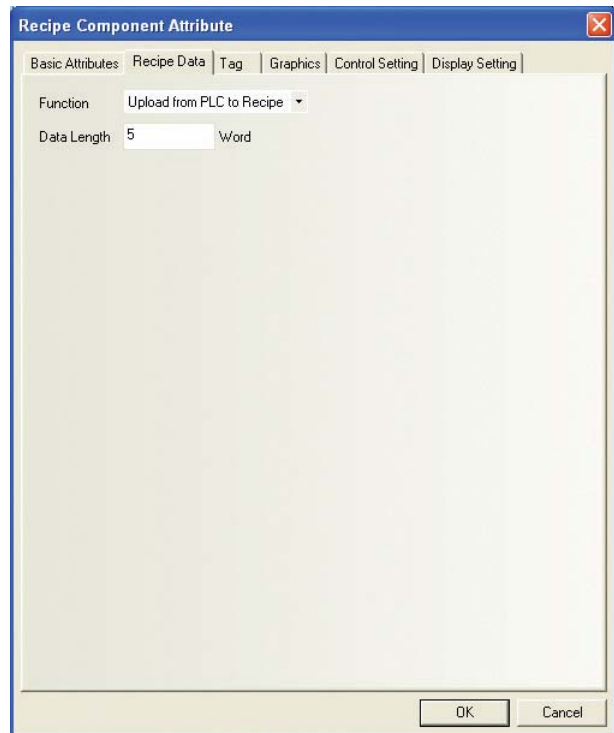 Recipe Component Attribute
Basic Attributes Recipe Data Tag Graphics Control Setting Display Setting
Function Upload from PLC to Recipe
Data Length 5 Word
OK Cancel